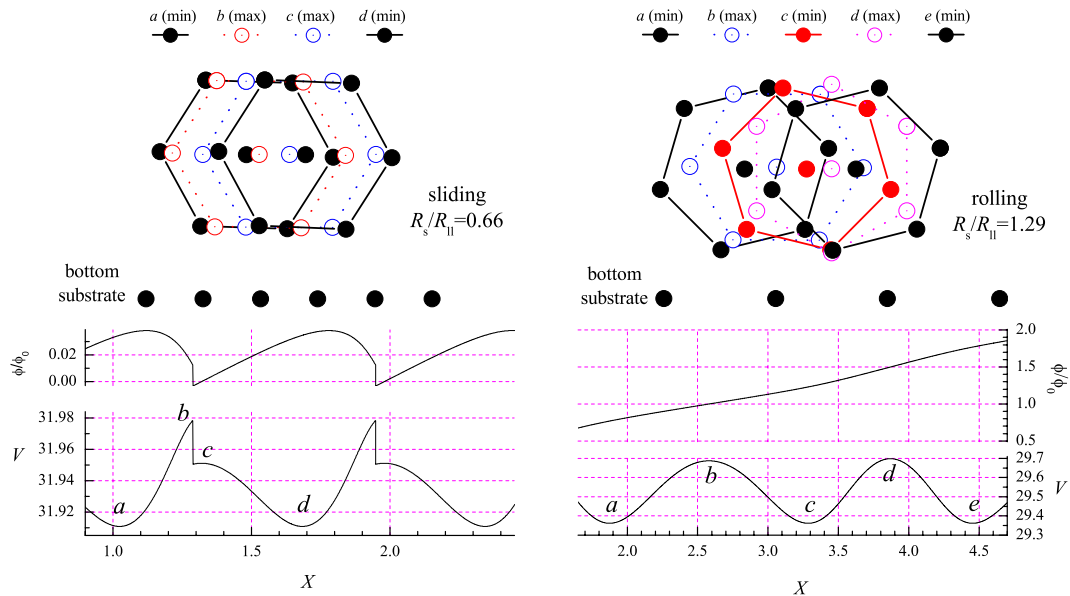 a (min) b (max) c (max) d (min)
a (min) b (max) c (min) d (max) e (min)
sliding
Rs/Rll=0.66
rolling
Rs/Rll=1.29
bottom
substrate
bottom
substrate
ϕ/ϕ0
0.02
0.00
31.98
31.96
31.94
31.92
V
a
b
c
d
1.0 1.5 2.0
X
2.0
1.5
1.0
0.5
ϕ/ϕ0
29.7
29.6
29.5
29.4
29.3
V
a
b
c
d
e
2.0 2.5 3.0 3.5 4.0 4.5
X